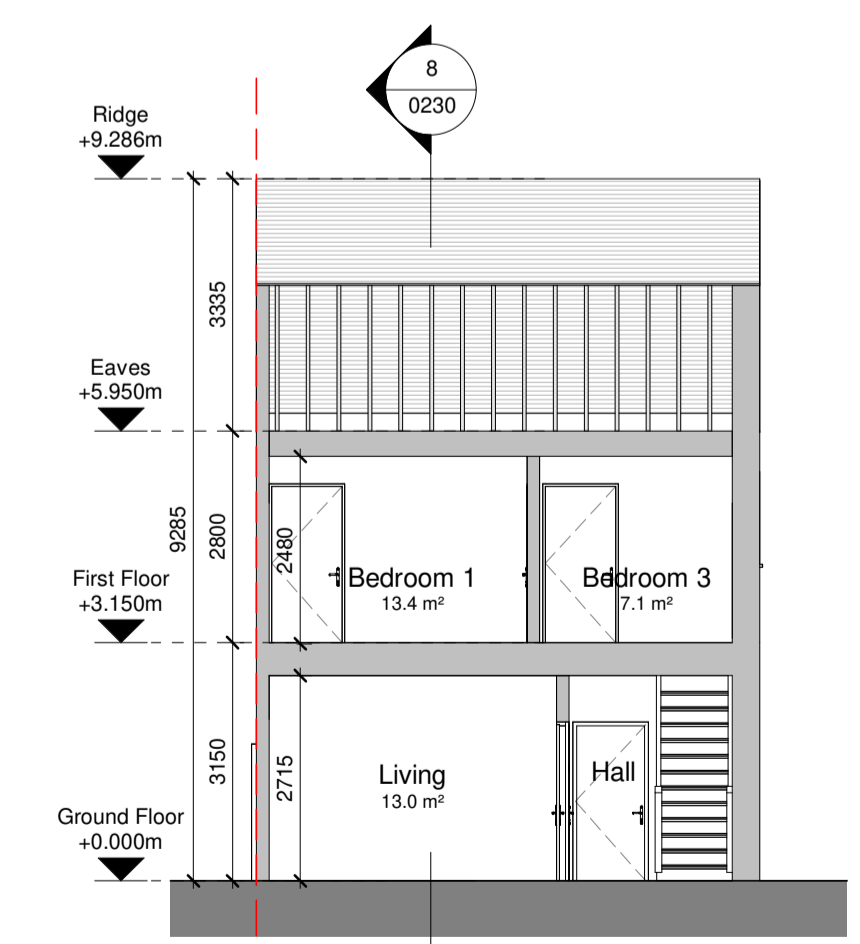 8
0230
Ridge
+9.286m
3335
Eaves
+5.950m
9285
2800
2480
First Floor
+3.150m
Bedroom 1
13.4 m²
Bedroom 3
7.1 m²
3150
2715
Living
13.0 m²
Hall
Ground Floor
+0.000m